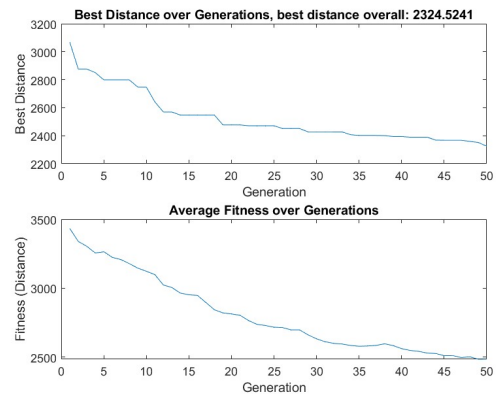 Best Distance over Generations, best distance overall: 2324.5241
3200
3000
2800
2600
2400
2200
Best Distance
0 5 10 15 20 25 30 35 40 45 50
Generation
Average Fitness over Generations
3500
3000
2500
Fitness (Distance)
0 5 10 15 20 25 30 35 40 45 50
Generation